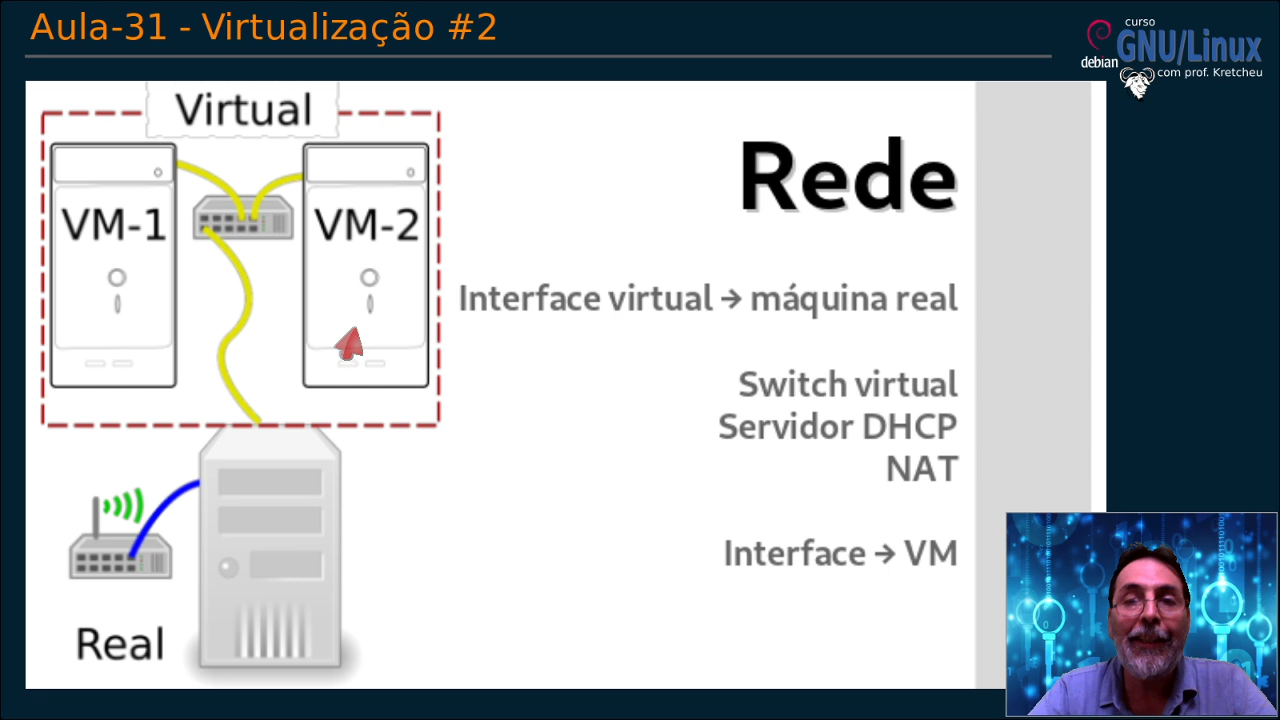 Aula-31 - Virtualização #2
curso
GNU/Linux
debian
com prof. Kretcheu
Virtual
VM-1
VM-2
Real
Rede
Interface virtual → máquina real
Switch virtual
Servidor DHCP
NAT
Interface → VM